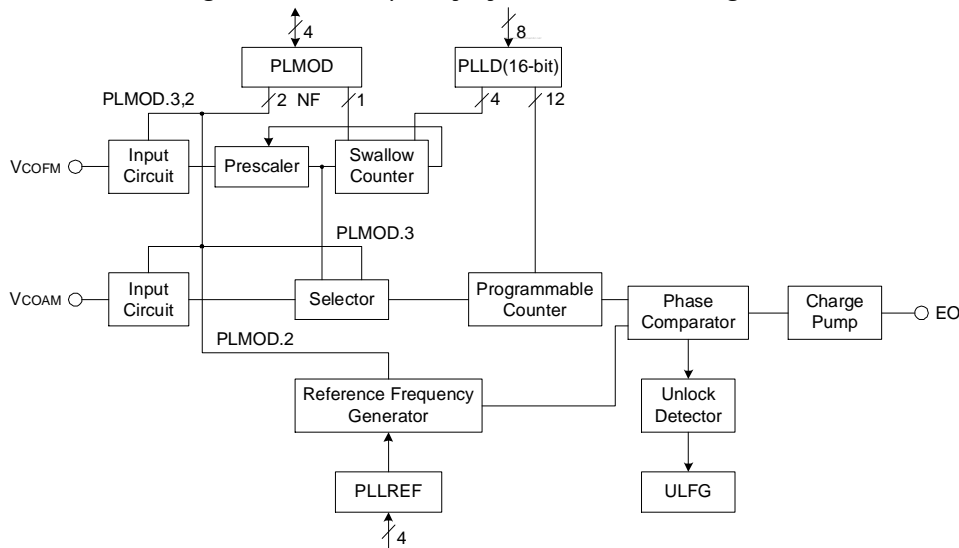 4
8
PLMOD
PLLD(16-bit)
PLMOD.3,2
2
NF
1
4
12
VCOFM
Input
Circuit
Prescaler
Swallow
Counter
PLMOD.3
VCOAM
Input
Circuit
Selector
Programmable
Counter
Phase
Comparator
Charge
Pump
EO
PLMOD.2
Reference Frequency
Generator
Unlock
Detector
PLLREF
ULFG
4